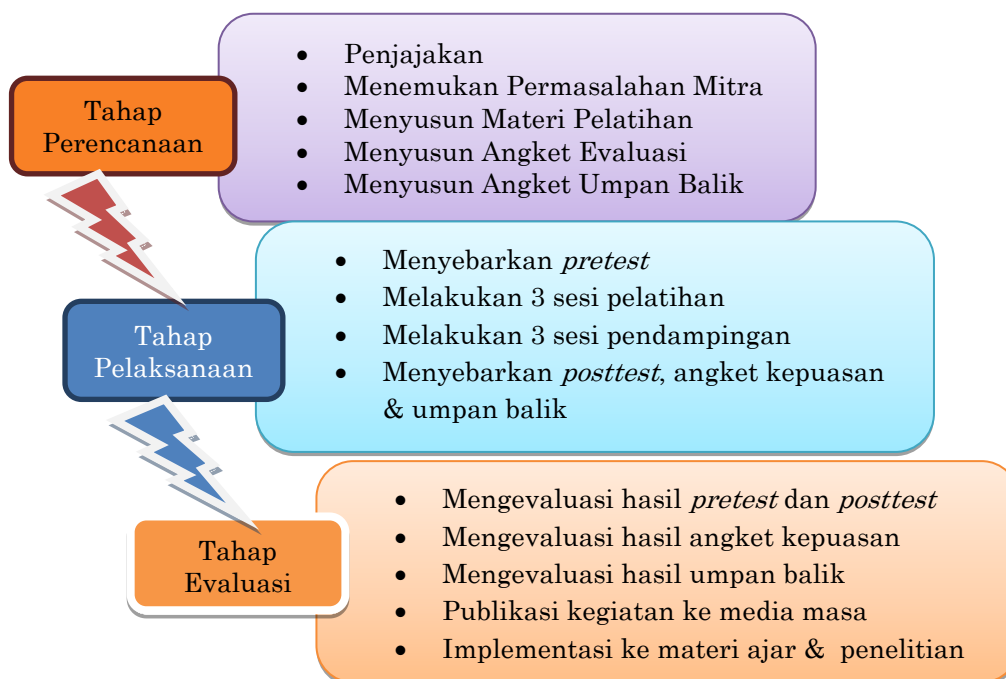 Tahap
Perencanaan
• Penjajakan
• Menemukan Permasalahan Mitra
• Menyusun Materi Pelatihan
• Menyusun Angket Evaluasi
• Menyusun Angket Umpan Balik
Tahap
Pelaksanaan
• Menyebarkan pretest
• Melakukan 3 sesi pelatihan
• Melakukan 3 sesi pendampingan
• Menyebarkan posttest, angket kepuasan
& umpan balik
Tahap
Evaluasi
• Mengevaluasi hasil pretest dan posttest
• Mengevaluasi hasil angket kepuasan
• Mengevaluasi hasil umpan balik
• Publikasi kegiatan ke media masa
• Implementasi ke materi ajar & penelitian